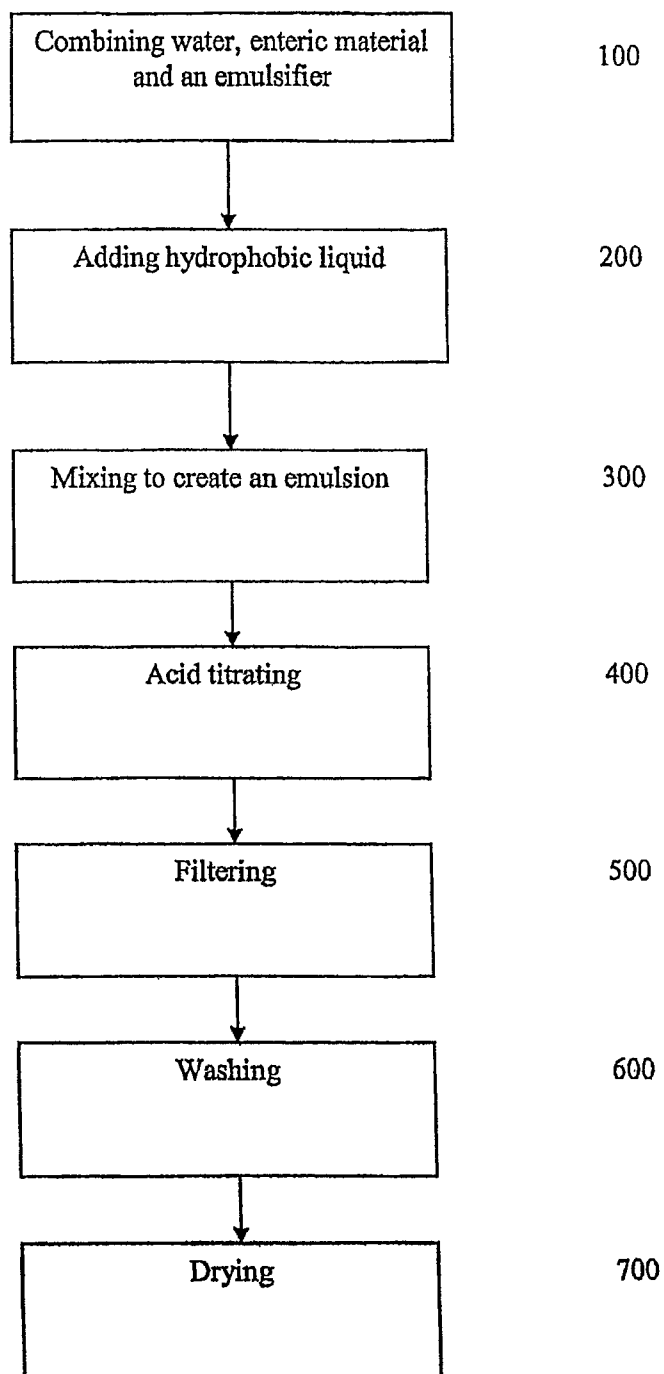 Combining water, enteric material
and an emulsifier
100
Adding hydrophobic liquid
200
Mixing to create an emulsion
300
Acid titrating
400
Filtering
500
Washing
600
Drying
700